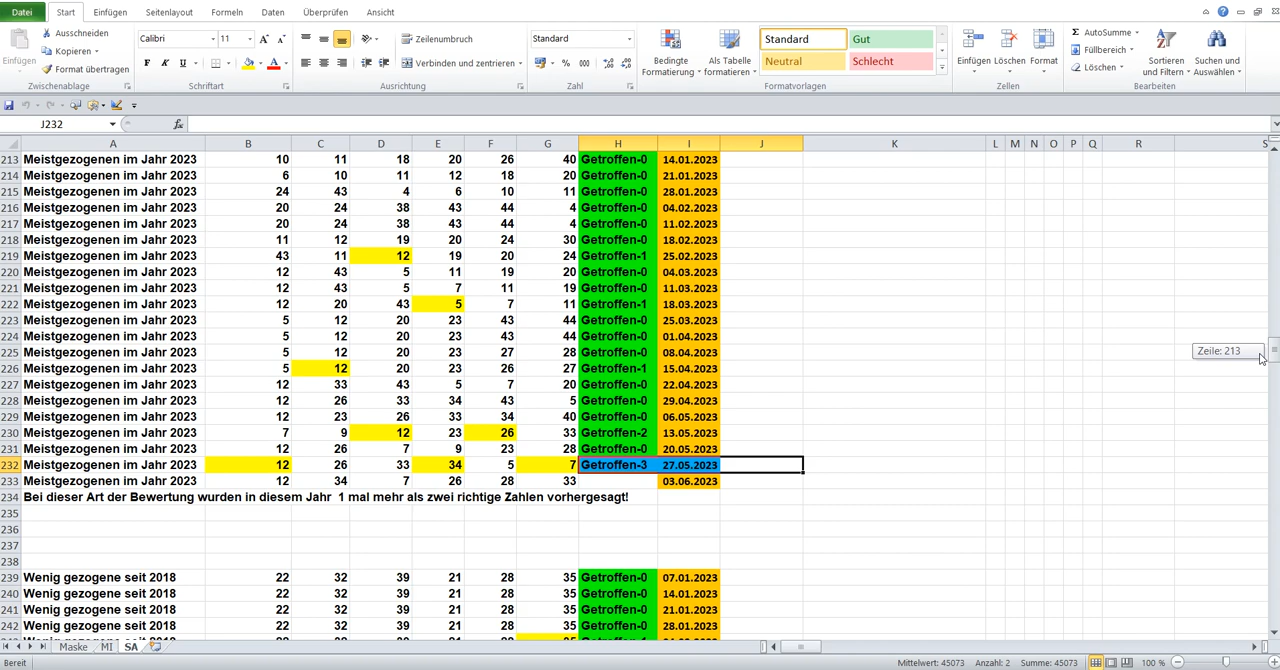 Datei Start Einfügen Seitenlayout Formeln Daten Überprüfen Ansicht
Ausschneiden
Kopieren
Format übertragen
Einfügen
Zwischenablage
Calibri 11
F K U
Schriftart
Zeilenumbruch
Verbinden und zentrieren
Ausrichtung
Standard
% 000
Zahl
Bedingte Formatierung
Als Tabelle formatieren
Standard Gut
Neutral Schlecht
Formatvorlagen
Einfügen Löschen Format
Zellen
AutoSumme
Füllbereich
Löschen
Sortieren und Filtern
Suchen und Auswählen
Bearbeiten
J232 fx
A B C D E F G H I J K L M N O P Q R S
213 Meistgezogenen im Jahr 2023 10 11 18 20 26 40 Getroffen-0 14.01.2023
214 Meistgezogenen im Jahr 2023 6 10 11 12 18 20 Getroffen-0 21.01.2023
215 Meistgezogenen im Jahr 2023 24 43 4 6 10 11 Getroffen-0 28.01.2023
216 Meistgezogenen im Jahr 2023 20 24 38 43 44 4 Getroffen-0 04.02.2023
217 Meistgezogenen im Jahr 2023 20 24 38 43 44 4 Getroffen-0 11.02.2023
218 Meistgezogenen im Jahr 2023 11 12 19 20 24 30 Getroffen-0 18.02.2023
219 Meistgezogenen im Jahr 2023 43 11 12 19 20 24 Getroffen-1 25.02.2023
220 Meistgezogenen im Jahr 2023 12 43 5 11 19 20 Getroffen-0 04.03.2023
221 Meistgezogenen im Jahr 2023 12 43 5 7 11 19 Getroffen-0 11.03.2023
222 Meistgezogenen im Jahr 2023 12 20 43 5 7 11 Getroffen-1 18.03.2023
223 Meistgezogenen im Jahr 2023 5 12 20 23 43 44 Getroffen-0 25.03.2023
224 Meistgezogenen im Jahr 2023 5 12 20 23 43 44 Getroffen-0 01.04.2023
225 Meistgezogenen im Jahr 2023 5 12 20 23 27 28 Getroffen-0 08.04.2023
Zeile: 213
226 Meistgezogenen im Jahr 2023 5 12 20 23 26 27 Getroffen-1 15.04.2023
227 Meistgezogenen im Jahr 2023 12 33 43 5 7 20 Getroffen-0 22.04.2023
228 Meistgezogenen im Jahr 2023 12 26 33 34 43 5 Getroffen-0 29.04.2023
229 Meistgezogenen im Jahr 2023 12 23 26 33 34 40 Getroffen-0 06.05.2023
230 Meistgezogenen im Jahr 2023 7 9 12 23 26 33 Getroffen-2 13.05.2023
231 Meistgezogenen im Jahr 2023 12 26 7 9 23 28 Getroffen-0 20.05.2023
232 Meistgezogenen im Jahr 2023 12 26 33 34 5 7 Getroffen-3 27.05.2023
233 Meistgezogenen im Jahr 2023 12 34 7 26 28 33 03.06.2023
234 Bei dieser Art der Bewertung wurden in diesem Jahr 1 mal mehr als zwei richtige Zahlen vorhergesagt!
235
236
237
238
239 Wenig gezogene seit 2018 22 32 39 21 28 35 Getroffen-0 07.01.2023
240 Wenig gezogene seit 2018 22 32 39 21 28 35 Getroffen-0 14.01.2023
241 Wenig gezogene seit 2018 22 32 39 21 28 35 Getroffen-0 21.01.2023
242 Wenig gezogene seit 2018 22 32 39 21 28 35 Getroffen-0 28.01.2023
Maske MI SA
Bereit Mittelwert: 45073 Anzahl: 2 Summe: 45073 100 %